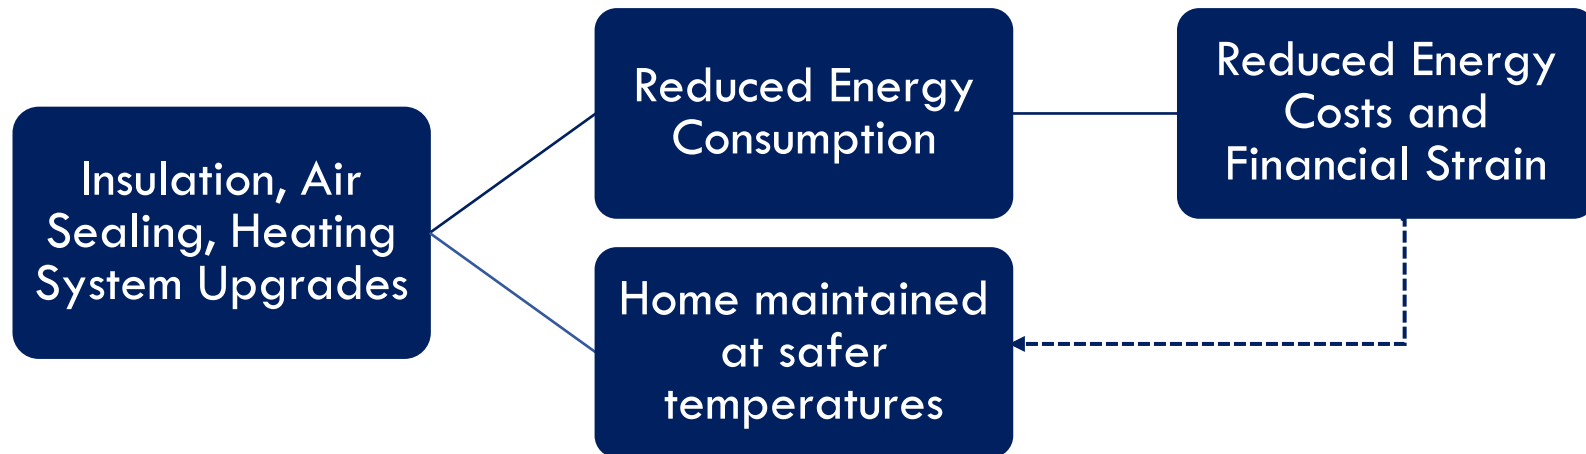 Insulation, Air
Sealing, Heating
System Upgrades
Reduced Energy
Consumption
Reduced Energy
Costs and
Financial Strain
Home maintained
at safer
temperatures